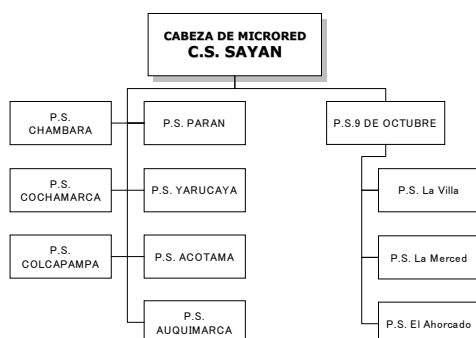 CABEZA DE MICRORED
C.S. SAYAN
P.S.
CHAMBARA
P.S. PARAN
P.S.9 DE OCTUBRE
P.S.
COCHAMARCA
P.S. YARUCAYA
P.S. La Villa
P.S.
COLCAPAMPA
P.S. ACOTAMA
P.S. La Merced
P.S.
AUQUIMARCA
P.S. El Ahorcado